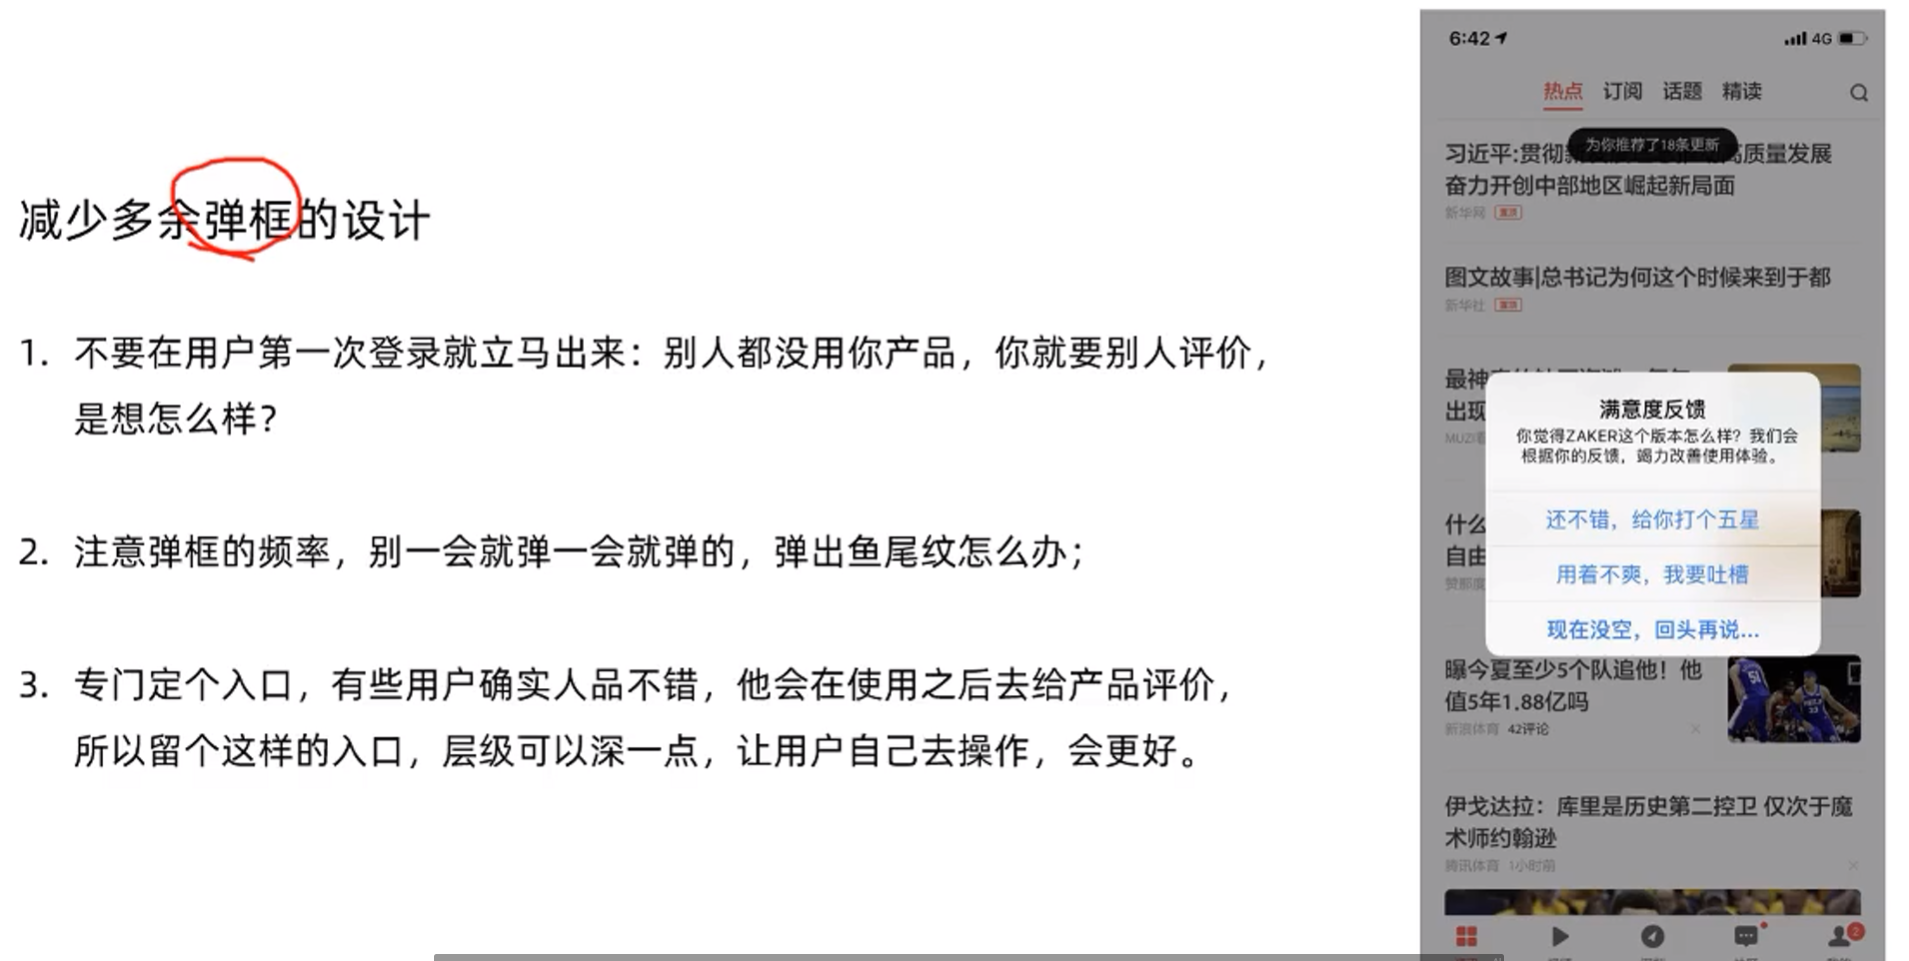 减少多余弹框的设计
1. 不要在用户第一次登录就立马出来：别人都没用你产品，你就要别人评价，
是想怎么样？
2. 注意弹框的频率，别一会就弹一会就弹的，弹出鱼尾纹怎么办；
3. 专门定个入口，有些用户确实人品不错，他会在使用之后去给产品评价，
所以留个这样的入口，层级可以深一点，让用户自己去操作，会更好。
6:42
4G
热点 订阅 话题 精读
为你推荐了18条更新
习近平:贯彻新 高质量发展
奋力开创中部地区崛起新局面
新华网 置顶
图文故事|总书记为何这个时候来到于都
新华社 置顶
最神
出现
MUZI
满意度反馈
你觉得ZAKER这个版本怎么样？我们会
根据你的反馈，竭力改善使用体验。
还不错，给你打个五星
用着不爽，我要吐槽
现在没空，回头再说...
什么
自由
曝今夏至少5个队追他！他
值5年1.88亿吗
新浪体育 42评论
伊戈达拉：库里是历史第二控卫 仅次于魔
术师约翰逊
腾讯体育 1小时前
2